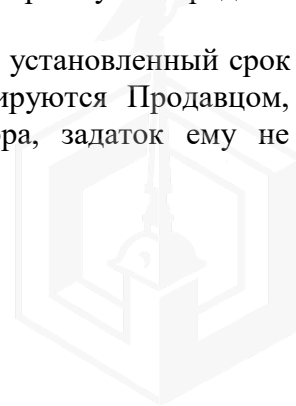 установленный срок
ируются Продавцом,
ра, задаток ему не